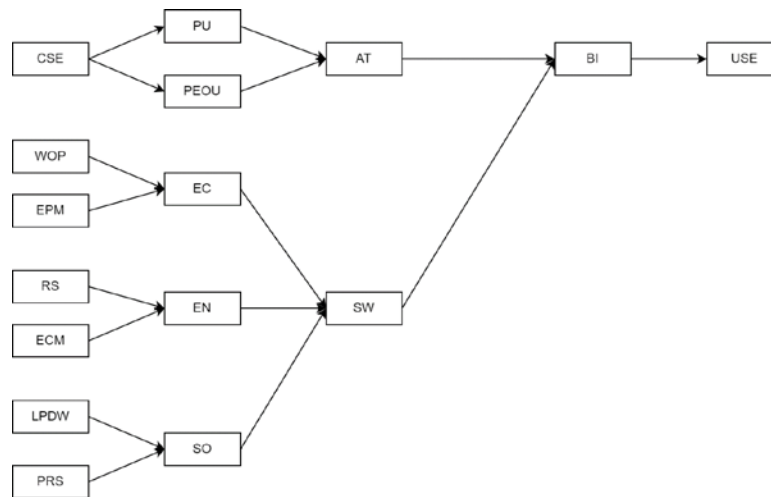 PU
CSE
AT
BI
USE
PEOU
WOP
EC
EPM
RS
EN
SW
ECM
LPDW
SO
PRS